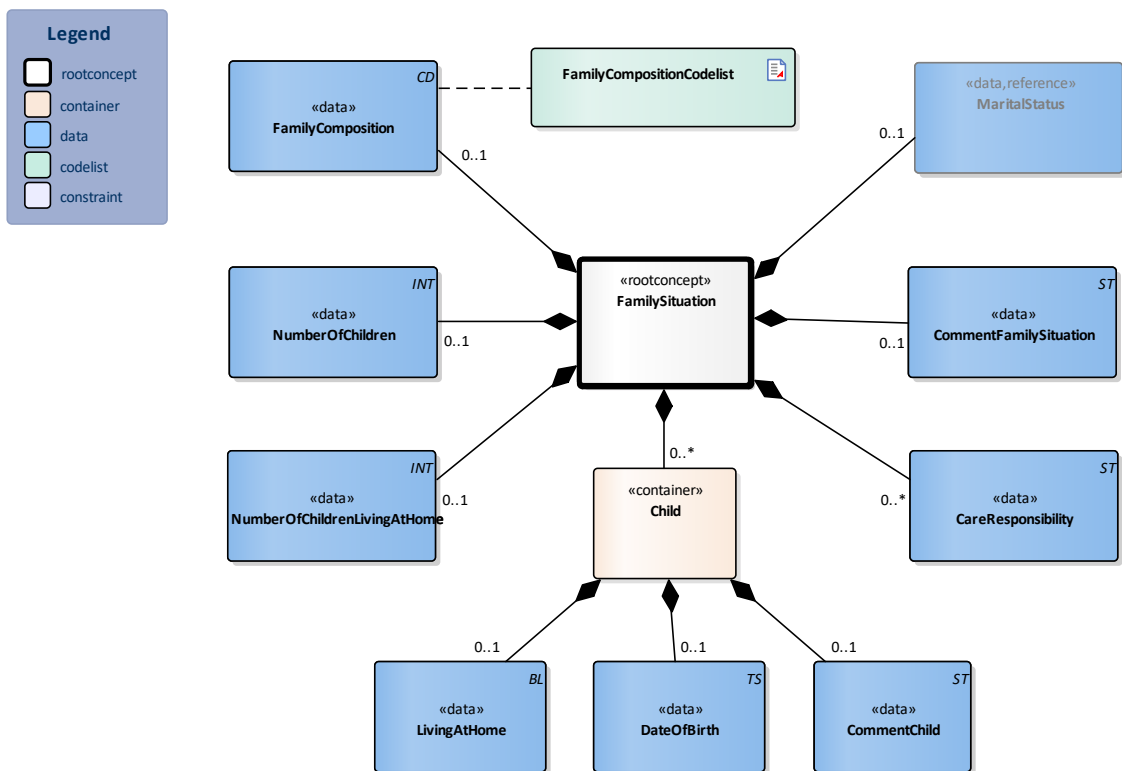 Legend
rootconcept
container
data
codelist
constraint
CD
«data»
FamilyComposition
0..1
FamilyCompositionCodelist
«data,reference»
MaritalStatus
0..1
INT
«data»
NumberOfChildren
0..1
«rootconcept»
FamilySituation
ST
«data»
CommentFamilySituation
0..1
INT
«data»
NumberOfChildrenLivingAtHome
0..1
0..*
«container»
Child
ST
«data»
CareResponsibility
0..*
0..1
BL
«data»
LivingAtHome
0..1
TS
«data»
DateOfBirth
0..1
ST
«data»
CommentChild